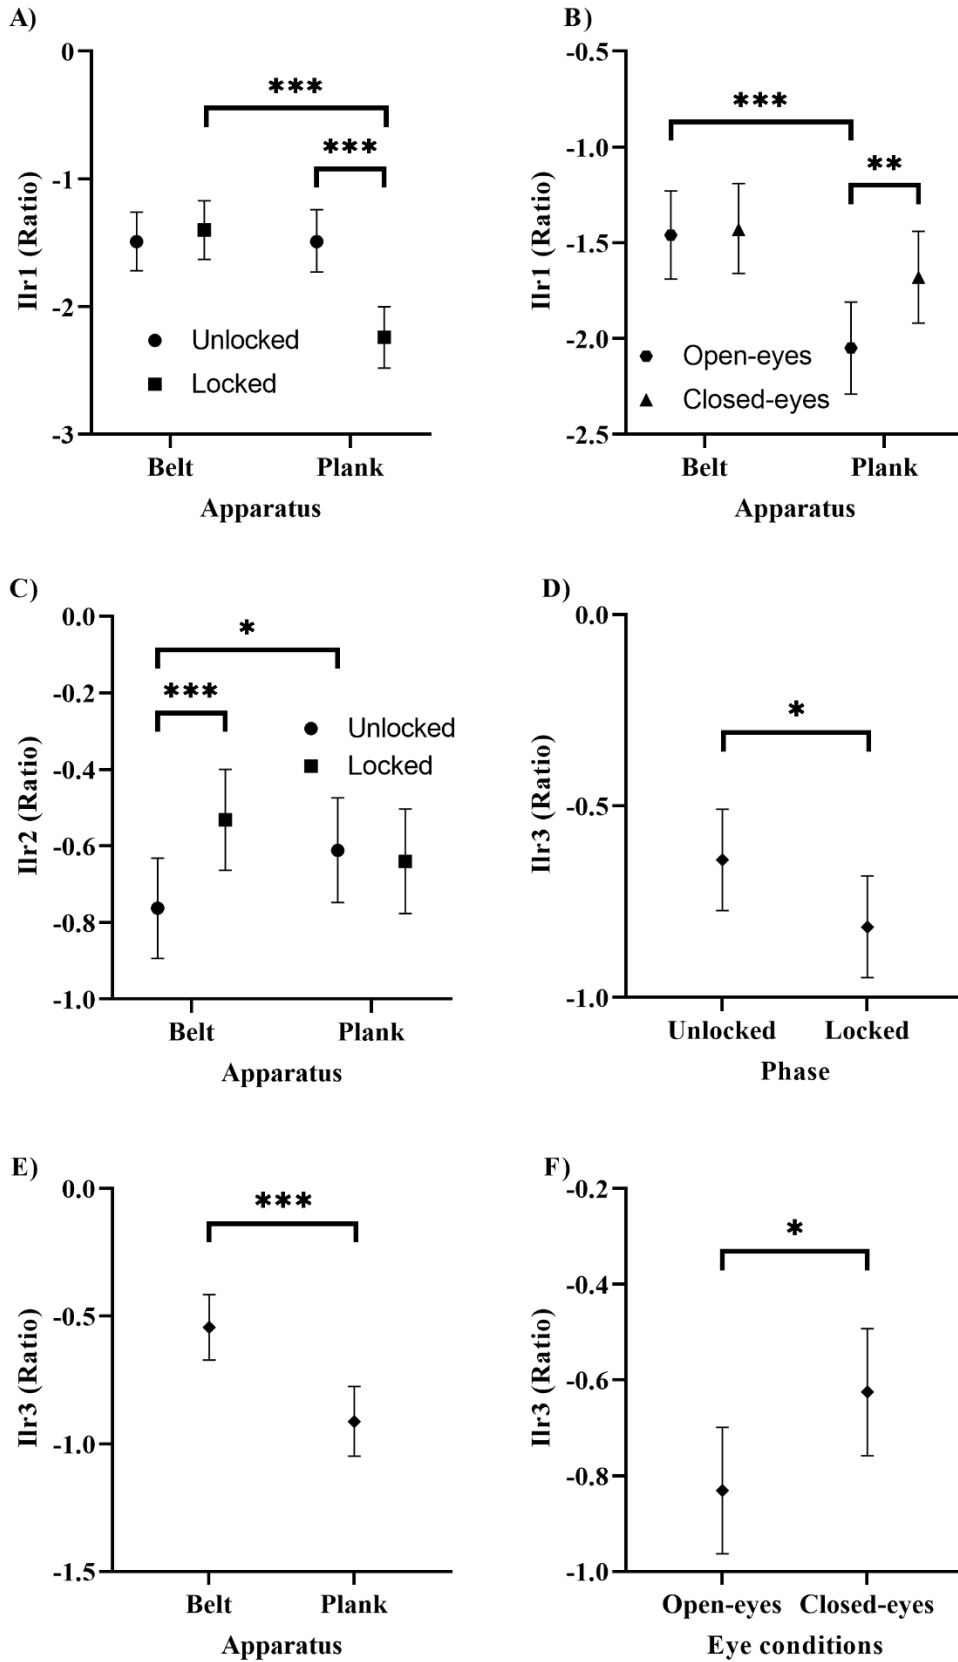 A)
***
***
0
-1
-2
-3
Ilr1 (Ratio)
Unlocked
Locked
Belt
Plank
Apparatus
B)
***
**
-0.5
-1.0
-1.5
-2.0
-2.5
Ilr1 (Ratio)
Open-eyes
Closed-eyes
Belt
Plank
Apparatus
C)
*
***
0.0
-0.2
-0.4
-0.6
-0.8
-1.0
Ilr2 (Ratio)
Unlocked
Locked
Belt
Plank
Apparatus
D)
*
0.0
-0.5
-1.0
Ilr3 (Ratio)
Unlocked
Locked
Phase
E)
***
0.0
-0.5
-1.0
-1.5
Ilr3 (Ratio)
Belt
Plank
Apparatus
F)
*
-0.2
-0.4
-0.6
-0.8
-1.0
Ilr3 (Ratio)
Open-eyes
Closed-eyes
Eye conditions